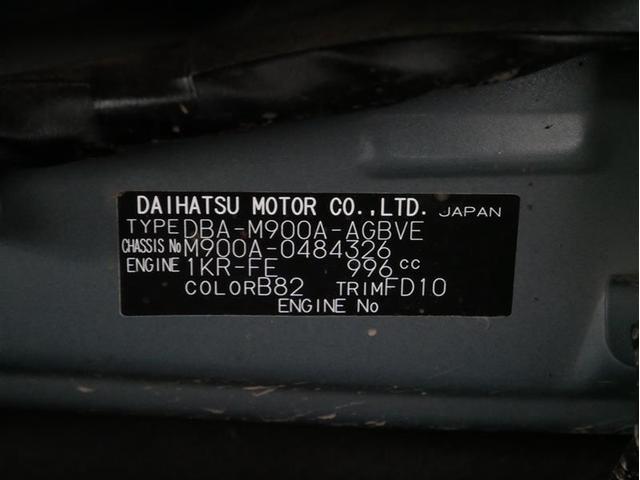 DAIHATSU MOTOR CO.,LTD. JAPAN
TYPE DBA-M900A-AGBVE
CHASSIS No M900A-0484326
ENGINE 1KR-FE 996 cc
COLOR B82 TRIM FD10
ENGINE No